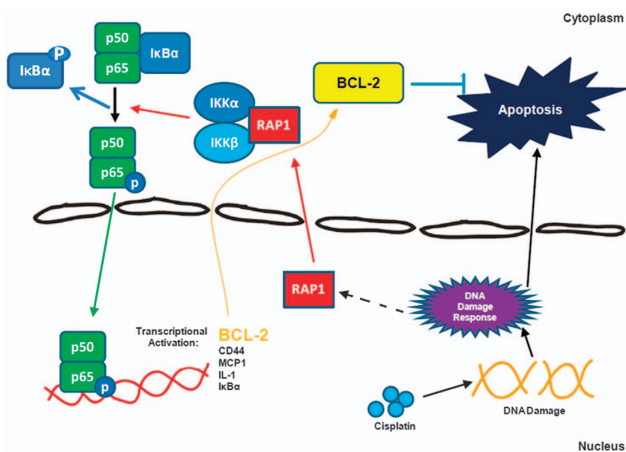 Cytoplasm
p50
p65
IκBα
P
IκBα
IKKα
IKKβ
RAP1
BCL-2
Apoptosis
p50
p65
p
RAP1
DNA
Damage
Response
Transcriptional
Activation:
BCL-2
CD44
MCP1
IL-1
IκBα
p50
p65
p
Cisplatin
DNA Damage
Nucleus